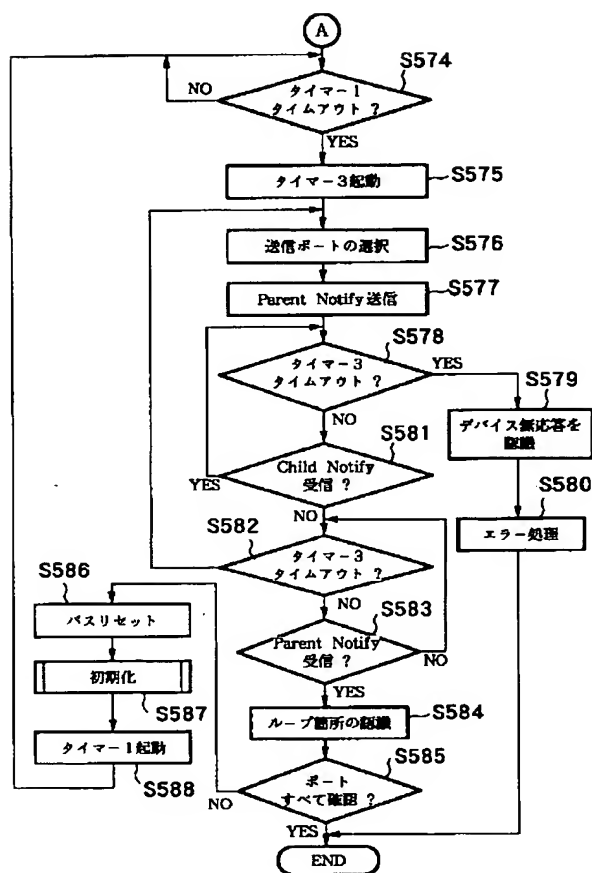 A
S574
タイマー1
タイムアウト ?
NO
YES
タイマー3起動
S575
送信ポートの選択
S576
Parent Notify 送信
S577
S578
タイマー3
タイムアウト ?
YES
NO
S579
デバイス無応答を
認識
S581
Child Notify
受信 ?
YES
NO
S580
エラー処理
S582
タイマー3
タイムアウト ?
NO
S583
Parent Notify
受信 ?
NO
YES
S586
バスリセット
初期化
S587
タイマー1起動
S588
ループ箇所の認識
S584
S585
ポート
すべて確認 ?
NO
YES
END